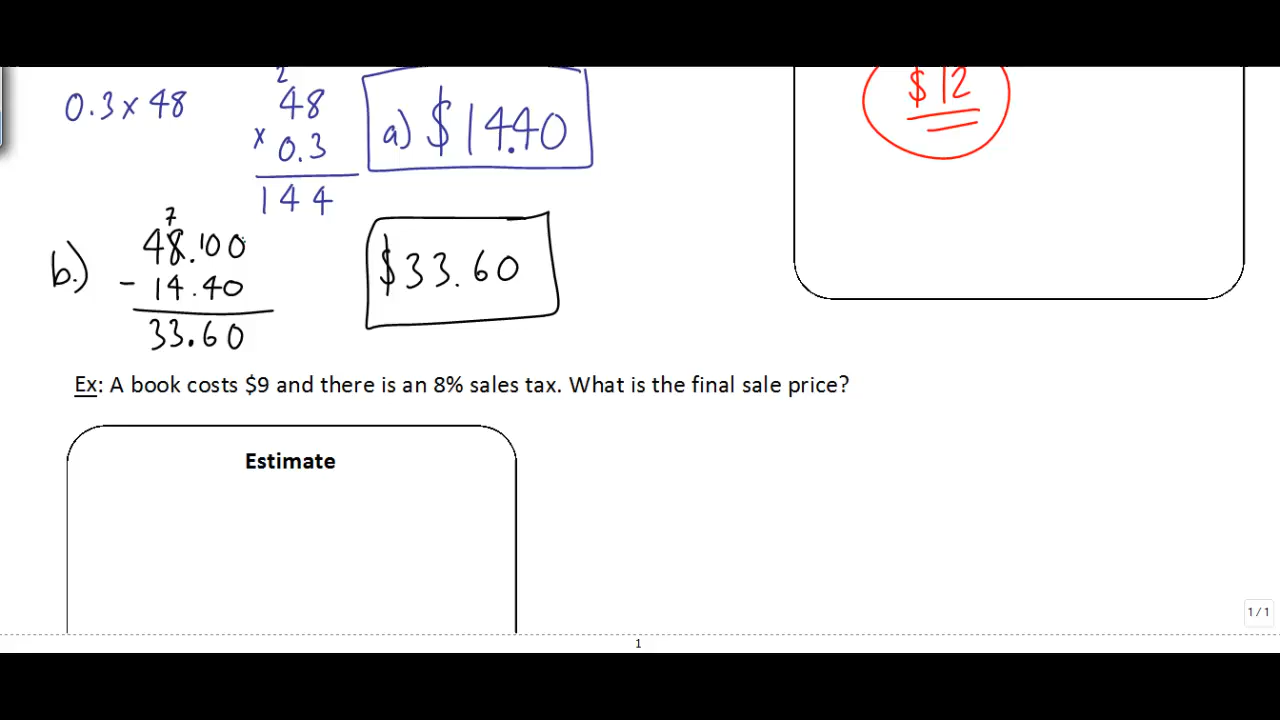 $12
0.3 × 48
2
48
× 0.3
144
a) $14.40
b.)
7
48.100
- 14.40
33.60
$33.60
Ex: A book costs $9 and there is an 8% sales tax. What is the final sale price?
Estimate
1 / 1
1